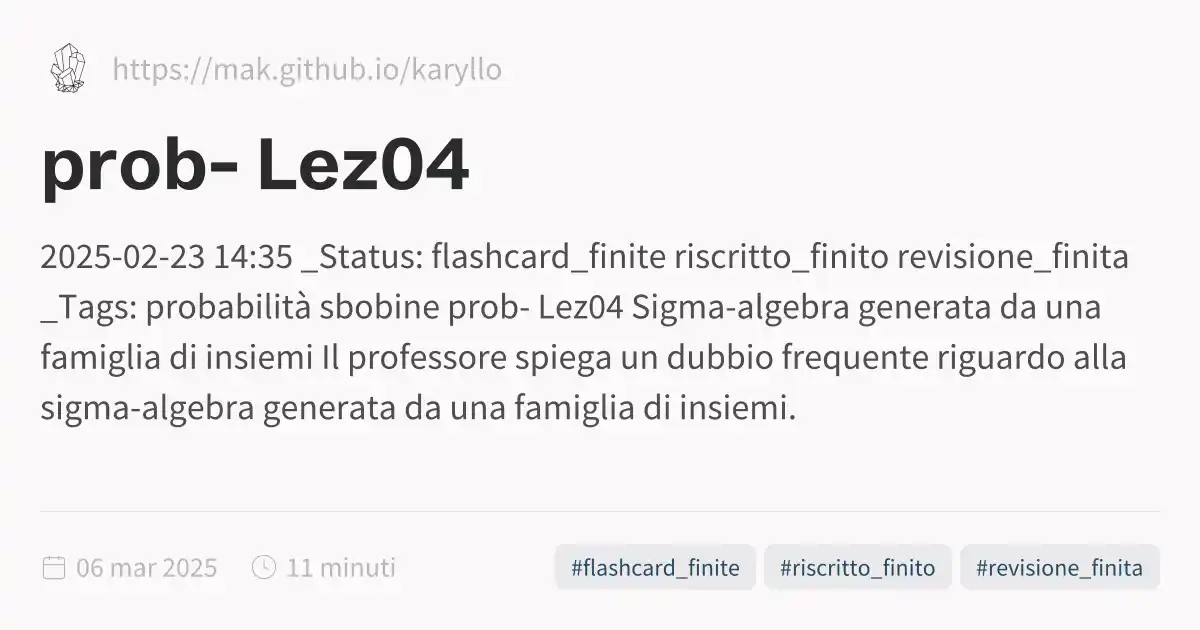 https://mak.github.io/karyllo
prob- Lez04
2025-02-23 14:35 _Status: flashcard_finite riscritto_finito revisione_finita
_Tags: probabilità sbobine prob- Lez04 Sigma-algebra generata da una
famiglia di insiemi Il professore spiega un dubbio frequente riguardo alla
sigma-algebra generata da una famiglia di insiemi.
06 mar 2025 11 minuti #flashcard_finite #riscritto_finito #revisione_finita